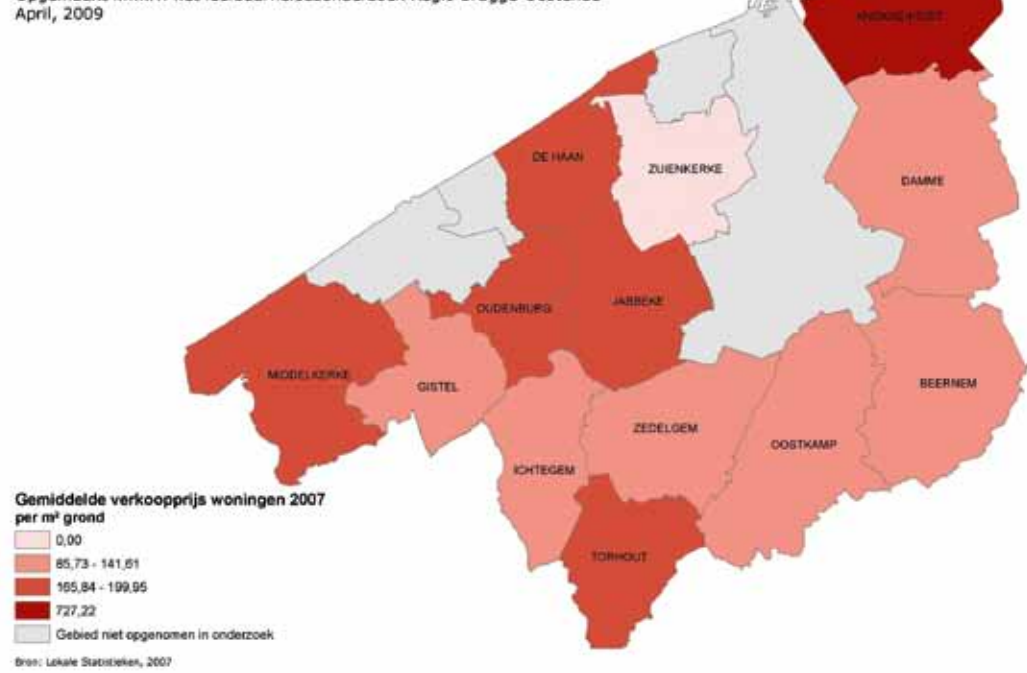 April, 2009
KNOKKE-HEIST
DE HAAN
ZUIENKERKE
DAMME
OUDENBURG
JABBEKE
MIDDELKERKE
GISTEL
BEERNEM
ZEDELGEM
OOSTKAMP
ICHTEGEM
TORHOUT
Gemiddelde verkoopprijs woningen 2007
per m² grond
0,00
85,73 - 141,61
165,84 - 199,95
727,22
Gebied niet opgenomen in onderzoek
Bron: Lokale Statistieken, 2007